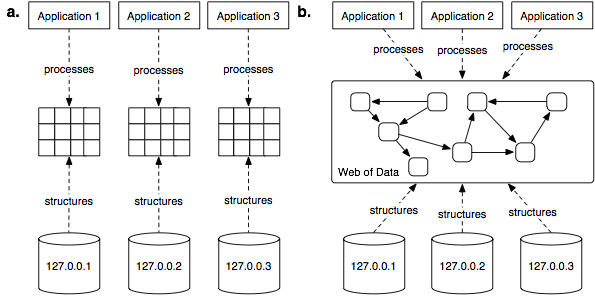 a.
Application 1
Application 2
Application 3
processes
processes
processes
structures
structures
structures
127.0.0.1
127.0.0.2
127.0.0.3
b.
Application 1
Application 2
Application 3
processes
processes
processes
Web of Data
structures
structures
structures
127.0.0.1
127.0.0.2
127.0.0.3